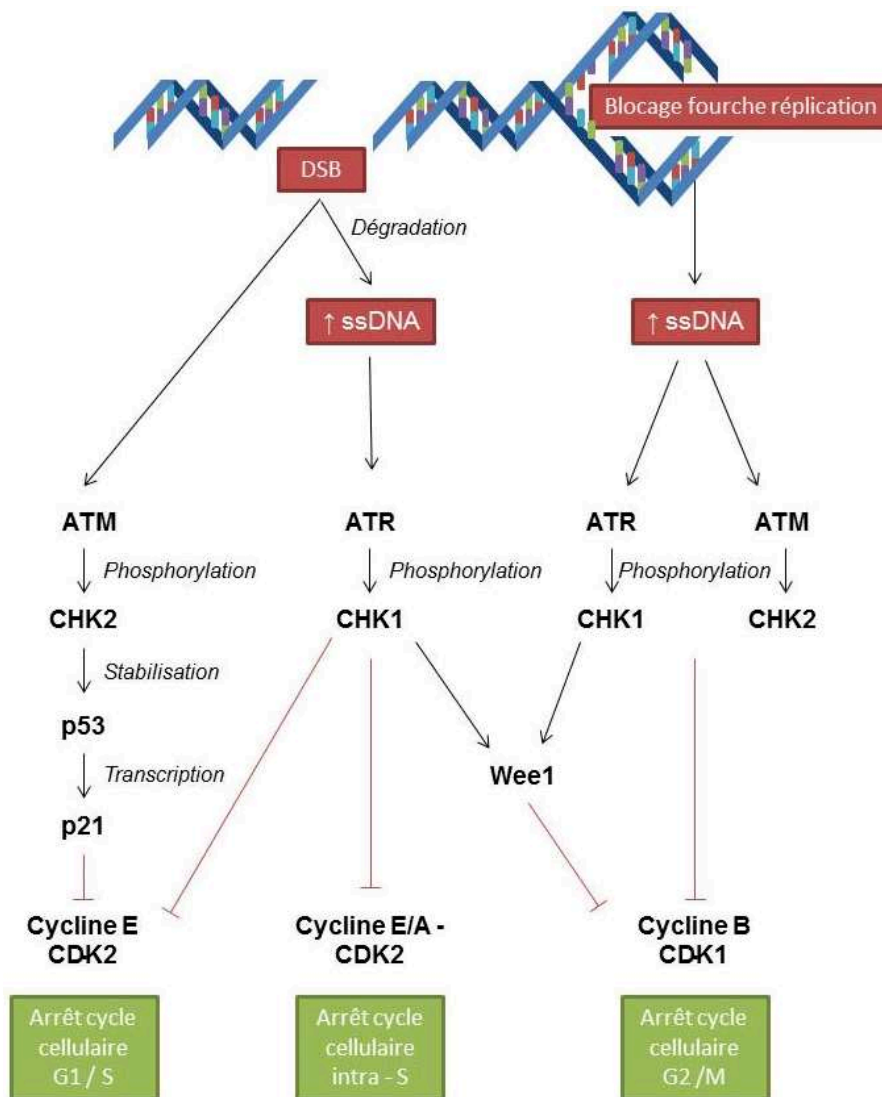 Blocage fourche réplication
DSB
Dégradation
↑ ssDNA
↑ ssDNA
ATM
ATR
ATR
ATM
Phosphorylation
Phosphorylation
Phosphorylation
CHK2
CHK1
CHK1
CHK2
Stabilisation
p53
Wee1
Transcription
p21
Cycline E
CDK2
Cycline E/A -
CDK2
Cycline B
CDK1
Arrêt cycle
cellulaire
G1 / S
Arrêt cycle
cellulaire
intra - S
Arrêt cycle
cellulaire
G2 /M